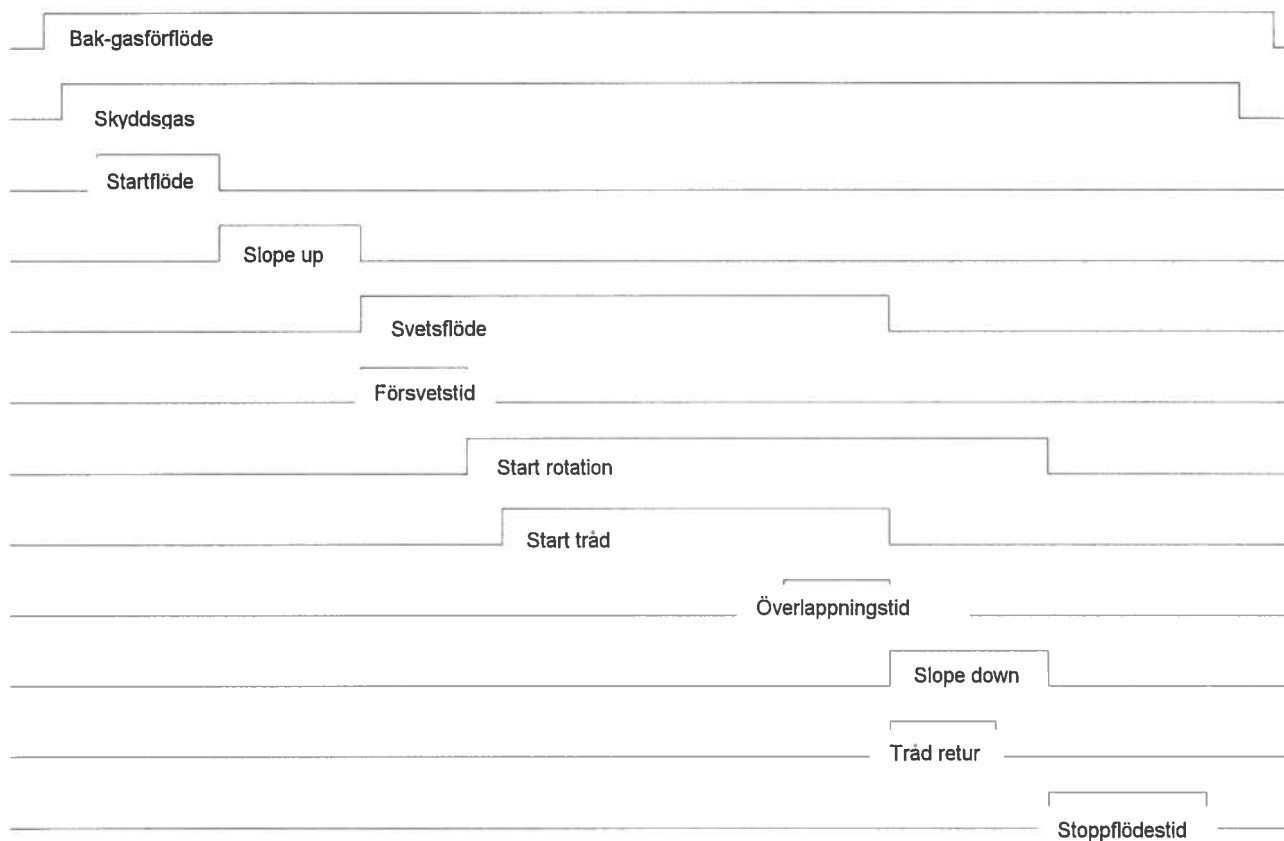 Bak-gasförflöde
Skyddsgas
Startflöde
Slope up
Svetsflöde
Försvetstid
Start rotation
Start tråd
Överlappningstid
Slope down
Tråd retur
Stoppflödestid